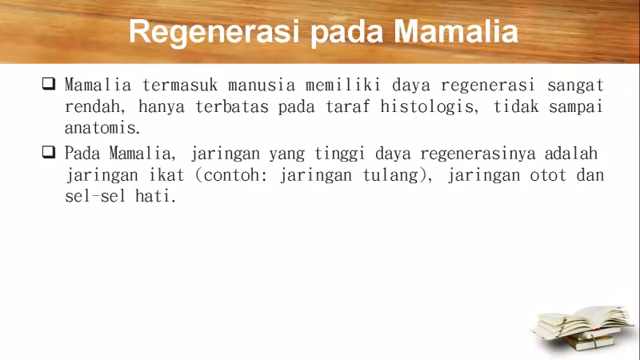 Regenerasi pada Mamalia
❑ Mamalia termasuk manusia memiliki daya regenerasi sangat
rendah, hanya terbatas pada taraf histologis, tidak sampai
anatomis.
❑ Pada Mamalia, jaringan yang tinggi daya regenerasinya adalah
jaringan ikat (contoh: jaringan tulang), jaringan otot dan
sel-sel hati.